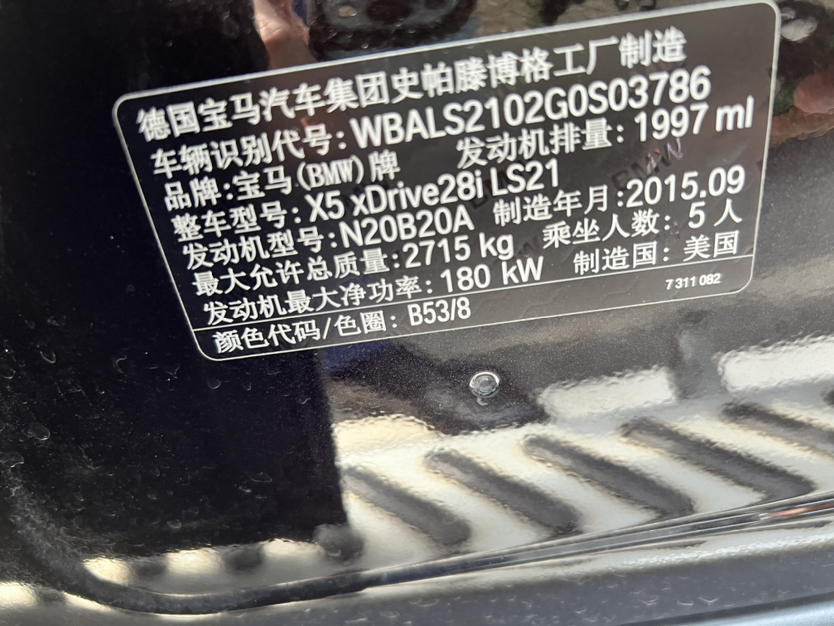 德国宝马汽车集团史帕滕博格工厂制造
车辆识别代号:WBALS2102G0S03786
品牌:宝马(BMW)牌 发动机排量:1997 ml
整车型号:X5 xDrive28i LS21
发动机型号:N20B20A 制造年月:2015.09
最大允许总质量:2715 kg 乘坐人数: 5 人
发动机最大净功率:180 kW 制造国: 美国
颜色代码/色圈: B53/8 7 311 082